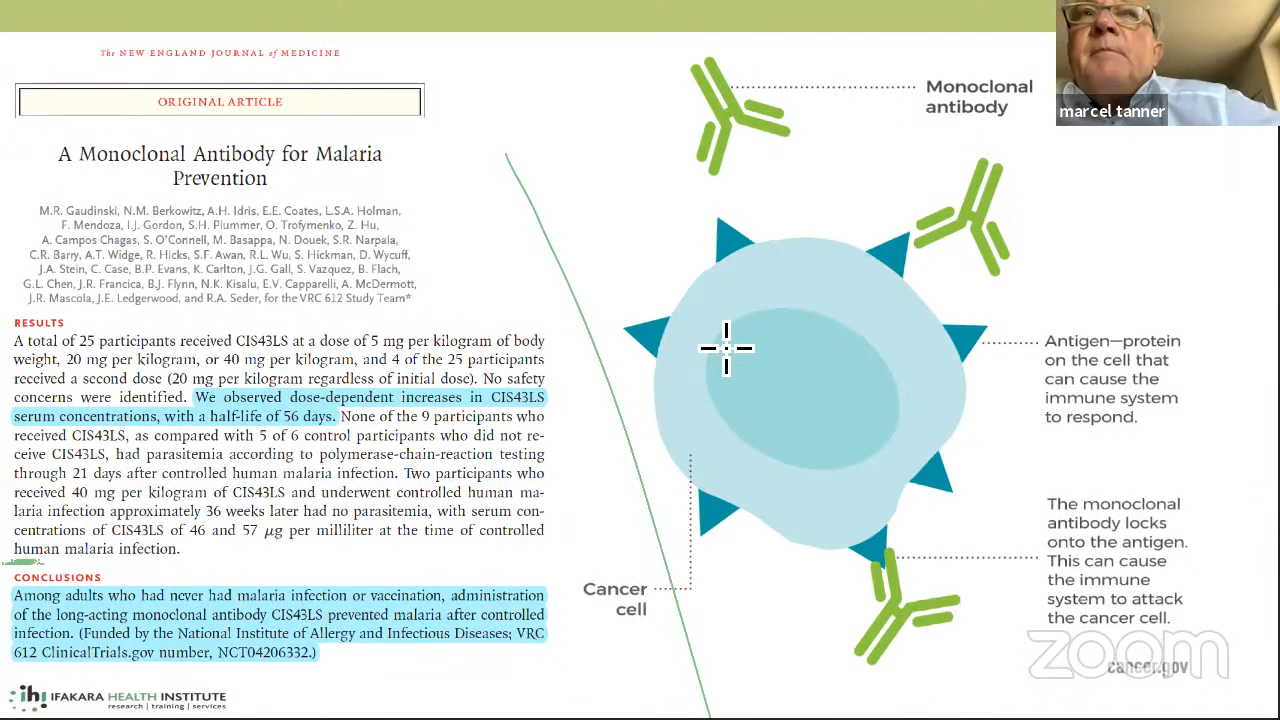 The NEW ENGLAND JOURNAL of MEDICINE
ORIGINAL ARTICLE
A Monoclonal Antibody for Malaria
Prevention
M.R. Gaudinski, N.M. Berkowitz, A.H. Idris, E.E. Coates, L.S.A. Holman,
F. Mendoza, I.J. Gordon, S.H. Plummer, O. Trofymenko, Z. Hu,
A. Campos Chagas, S. O'Connell, M. Basappa, N. Douek, S.R. Narpala,
C.R. Barry, A.T. Widge, R. Hicks, S.F. Awan, R.L. Wu, S. Hickman, D. Wycuff,
J.A. Stein, C. Case, B.P. Evans, K. Carlton, J.G. Gall, S. Vazquez, B. Flach,
G.L. Chen, J.R. Francica, B.J. Flynn, N.K. Kisalu, E.V. Capparelli, A. McDermott,
J.R. Mascola, J.E. Ledgerwood, and R.A. Seder, for the VRC 612 Study Team*
RESULTS
A total of 25 participants received CIS43LS at a dose of 5 mg per kilogram of body
weight, 20 mg per kilogram, or 40 mg per kilogram, and 4 of the 25 participants
received a second dose (20 mg per kilogram regardless of initial dose). No safety
concerns were identified. We observed dose-dependent increases in CIS43LS
serum concentrations, with a half-life of 56 days. None of the 9 participants who
received CIS43LS, as compared with 5 of 6 control participants who did not re-
ceive CIS43LS, had parasitemia according to polymerase-chain-reaction testing
through 21 days after controlled human malaria infection. Two participants who
received 40 mg per kilogram of CIS43LS and underwent controlled human ma-
laria infection approximately 36 weeks later had no parasitemia, with serum con-
centrations of CIS43LS of 46 and 57 μg per milliliter at the time of controlled
human malaria infection.
CONCLUSIONS
Among adults who had never had malaria infection or vaccination, administration
of the long-acting monoclonal antibody CIS43LS prevented malaria after controlled
infection. (Funded by the National Institute of Allergy and Infectious Diseases; VRC
612 ClinicalTrials.gov number, NCT04206332.)
ihi IFAKARA HEALTH INSTITUTE
research | training | services
Monoclonal
antibody
marcel tanner
Antigen—protein
on the cell that
can cause the
immune system
to respond.
The monoclonal
antibody locks
onto the antigen.
This can cause
the immune
system to attack
the cancer cell.
Cancer
cell
zoom
cancer.gov